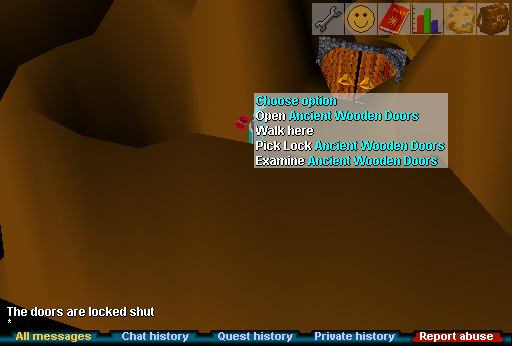 Choose option
Open Ancient Wooden Doors
Walk here
Pick Lock Ancient Wooden Doors
Examine Ancient Wooden Doors
The doors are locked shut
*
All messages
Chat history
Quest history
Private history
Report abuse